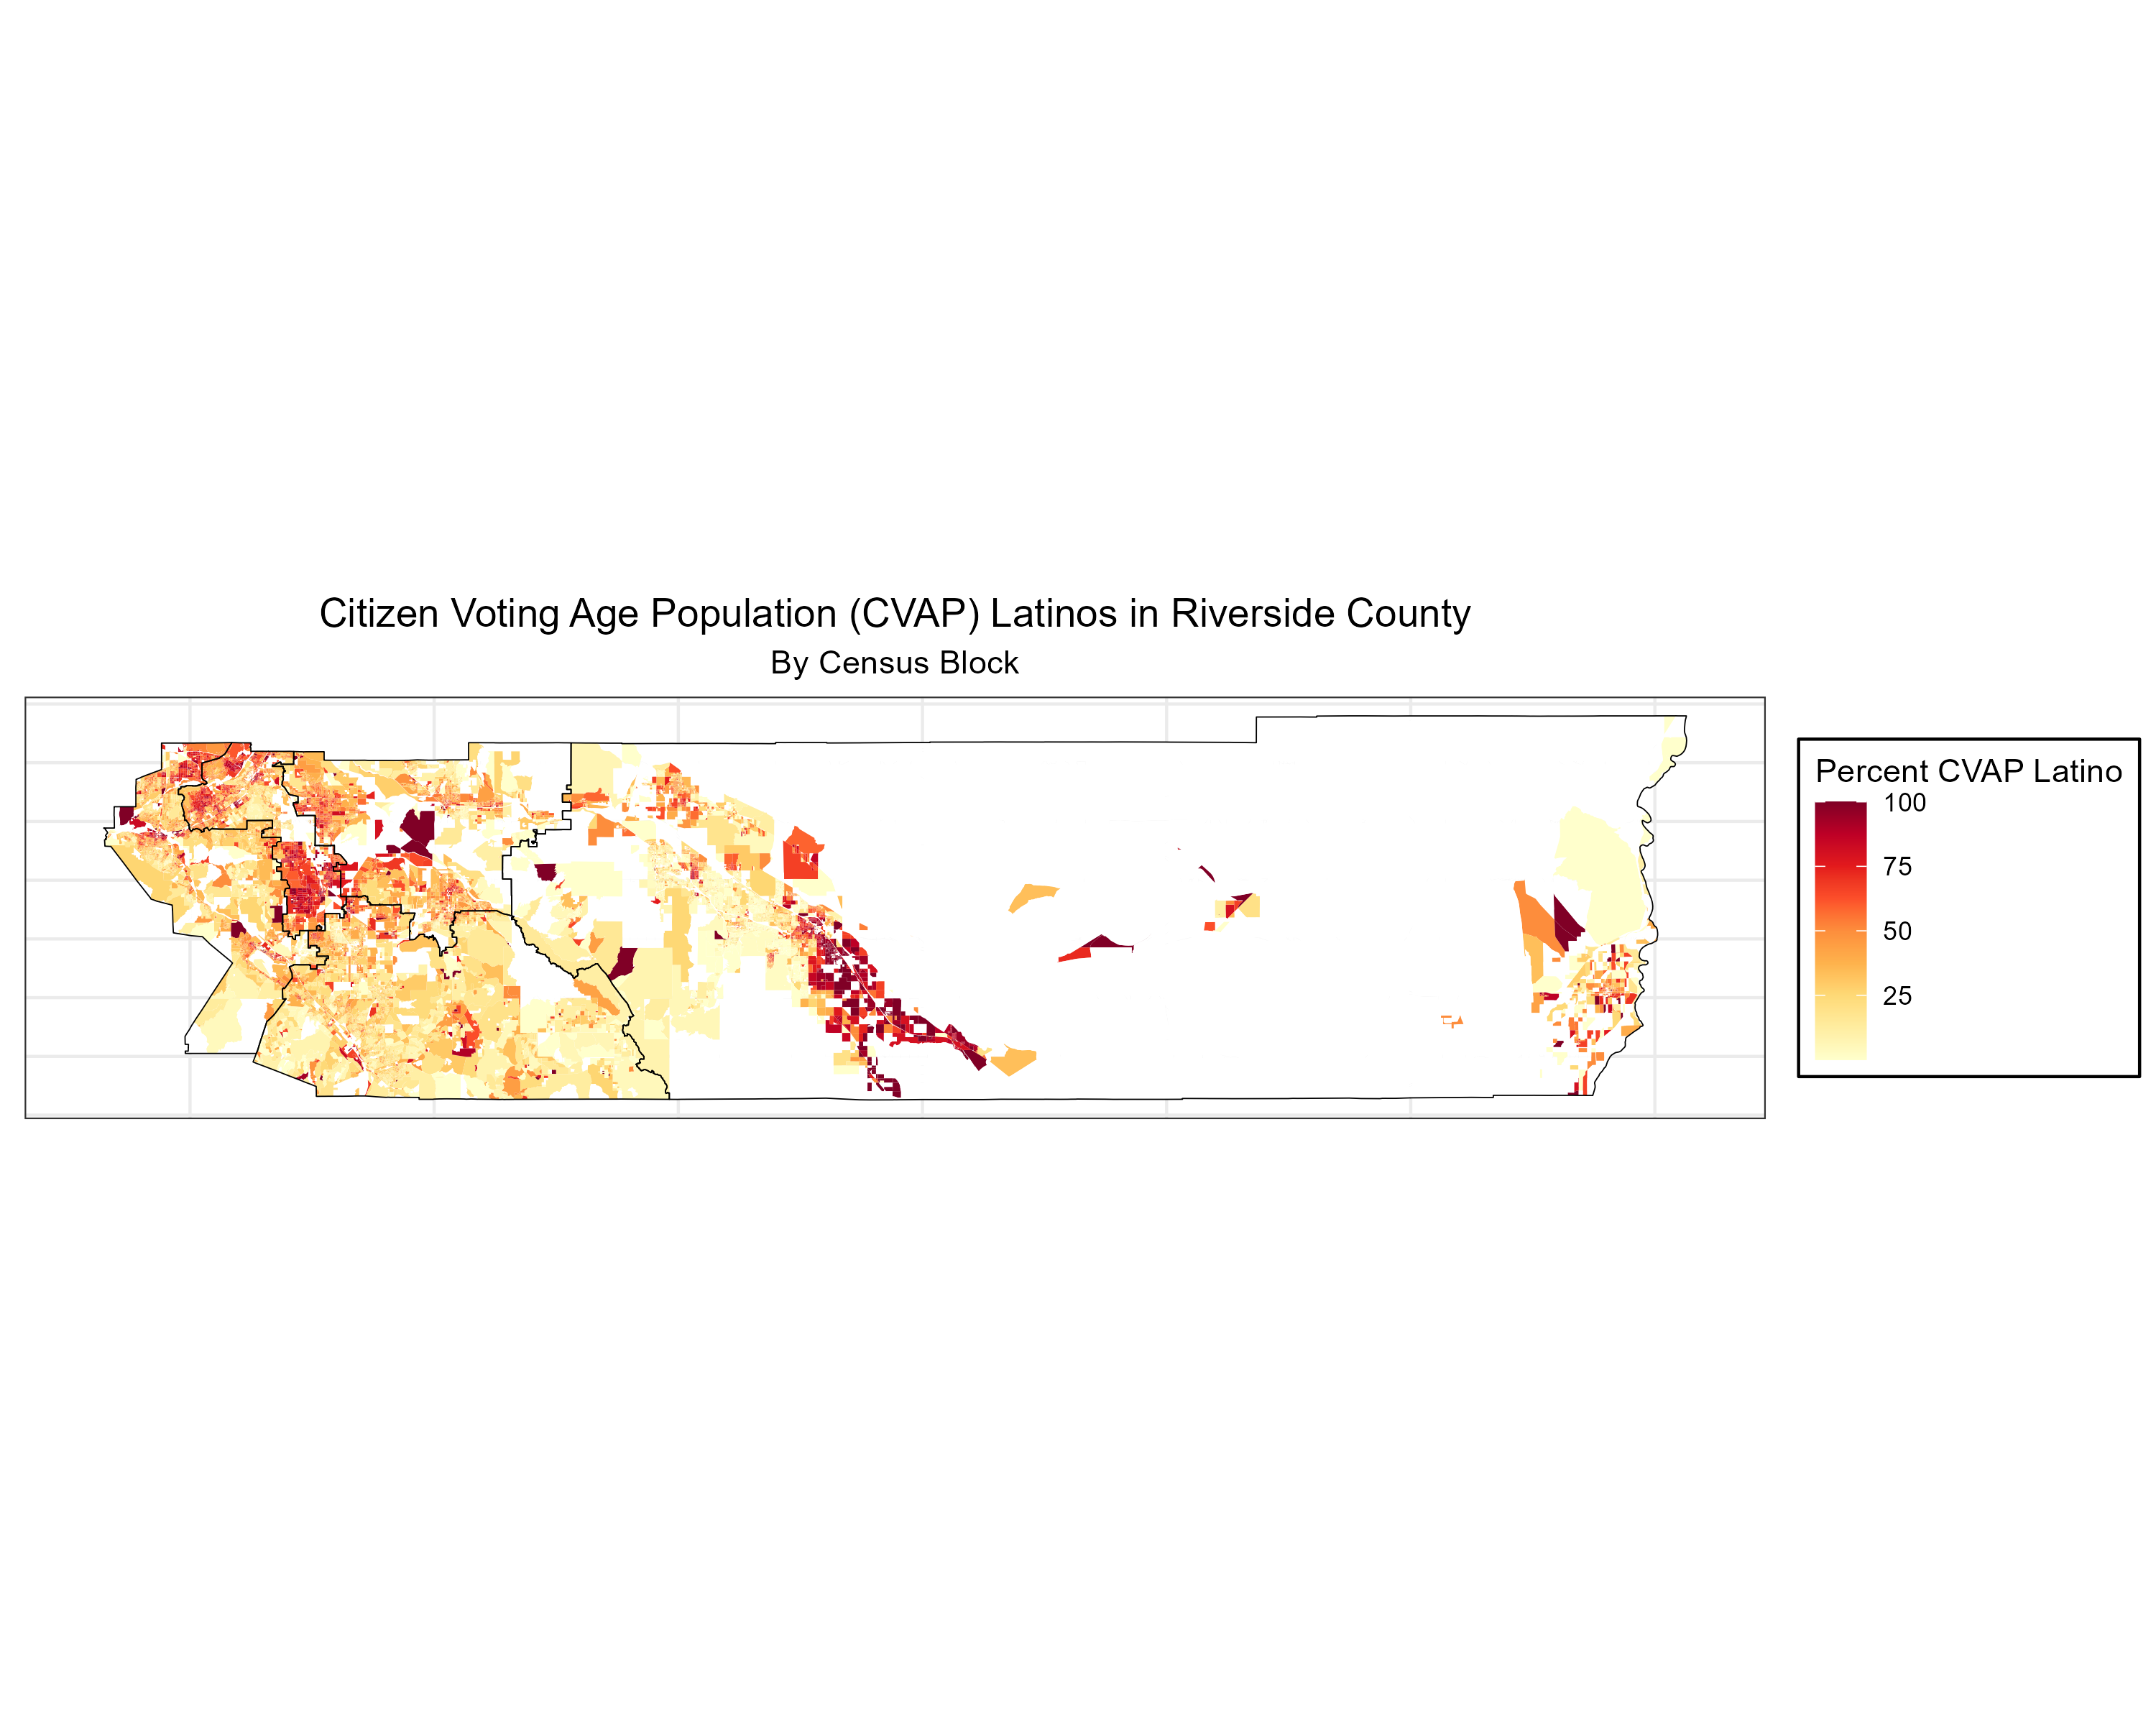 Citizen Voting Age Population (CVAP) Latinos in Riverside County
By Census Block
Percent CVAP Latino
100
75
50
25